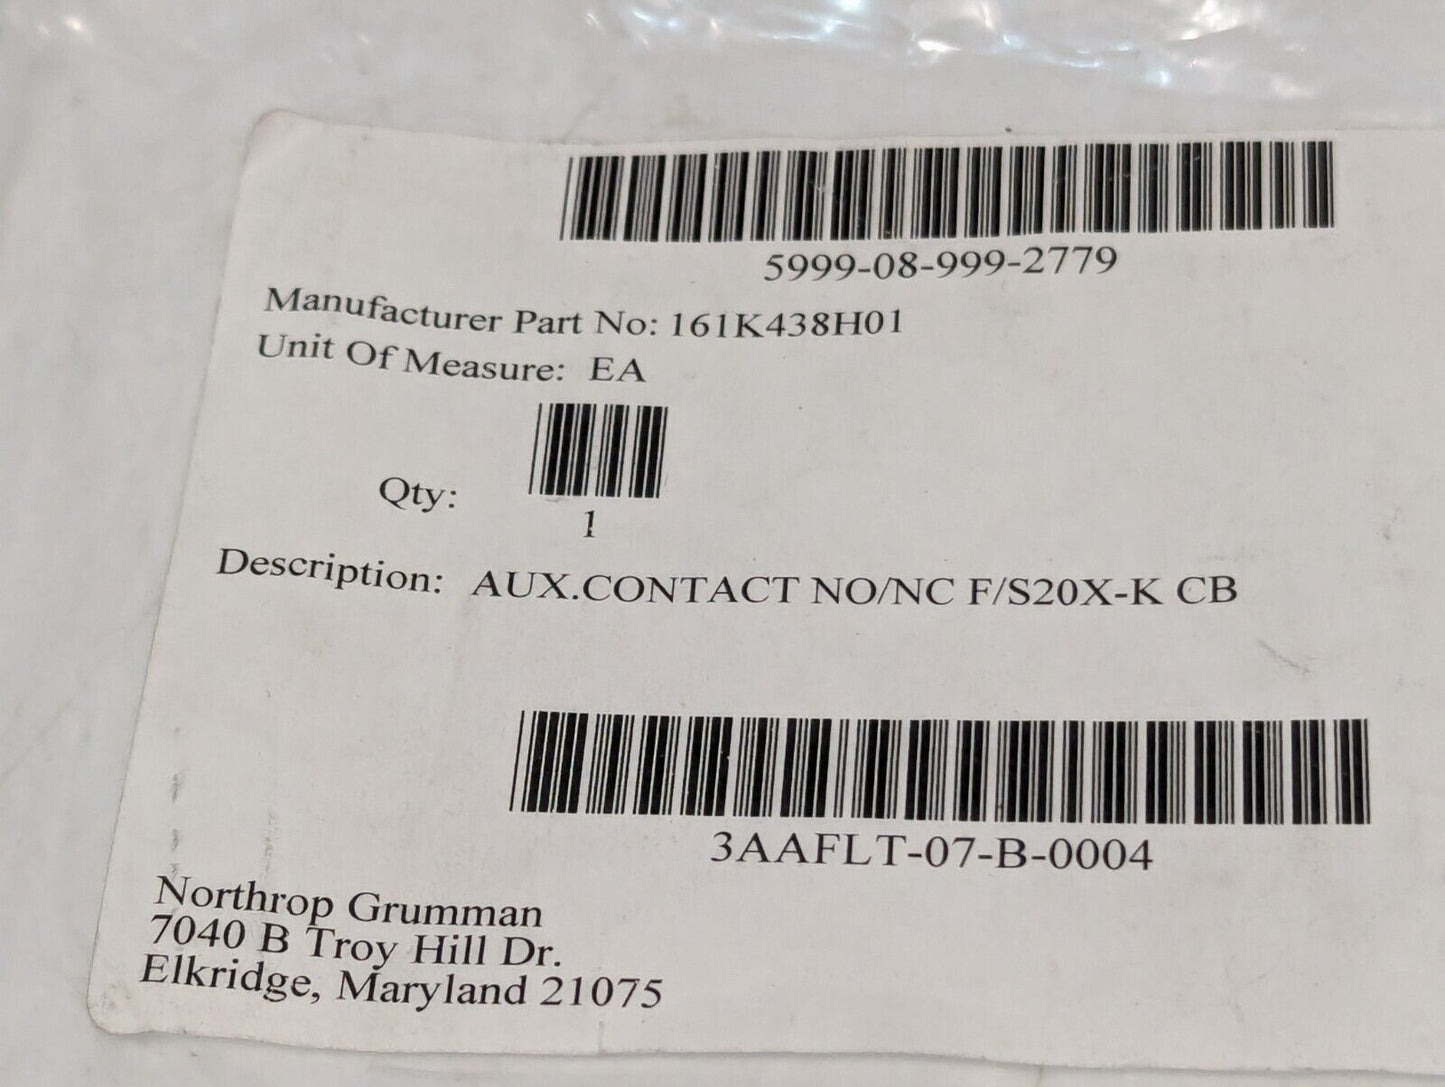 5999-08-999-2779
Manufacturer Part No: 161K438H01
Unit Of Measure: EA
Qty:
1
Description: AUX.CONTACT NO/NC F/S20X-K CB
3AAFLT-07-B-0004
Northrop Grumman
7040 B Troy Hill Dr.
Elkridge, Maryland 21075